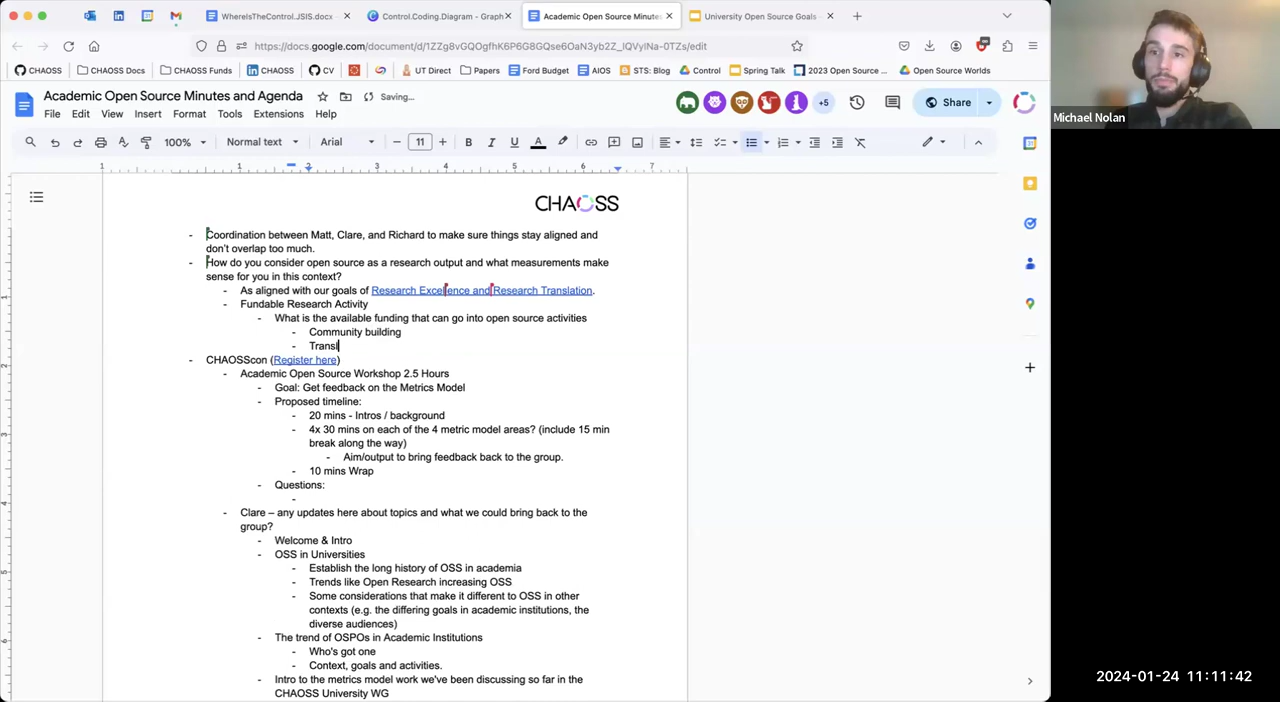 WhereIsTheControl.JSIS.docx
Control.Coding.Diagram - Graph
Academic Open Source Minutes
University Open Source Goals -
https://docs.google.com/document/d/1ZZg8vGQOgfhK6P6G8GQse6OaN3yb2Z_lQVylNa-0TZs/edit
CHAOSS
CHAOSS Docs
CHAOSS Funds
CHAOSS
CV
UT Direct
Papers
Ford Budget
AIOS
STS: Blog
Control
Spring Talk
2023 Open Source ...
Open Source Worlds
Academic Open Source Minutes and Agenda
Saving...
+5
Share
File Edit View Insert Format Tools Extensions Help
100% Normal text Arial 11 B I U A
1 1 2 3 4 5 6 7
CHAOSS
- Coordination between Matt, Clare, and Richard to make sure things stay aligned and
don't overlap too much.
- How do you consider open source as a research output and what measurements make
sense for you in this context?
- As aligned with our goals of Research Excellence and Research Translation.
- Fundable Research Activity
- What is the available funding that can go into open source activities
- Community building
- Transl
- CHAOSScon (Register here)
- Academic Open Source Workshop 2.5 Hours
- Goal: Get feedback on the Metrics Model
- Proposed timeline:
- 20 mins - Intros / background
- 4x 30 mins on each of the 4 metric model areas? (include 15 min
break along the way)
- Aim/output to bring feedback back to the group.
- 10 mins Wrap
- Questions:
-
- Clare – any updates here about topics and what we could bring back to the
group?
- Welcome & Intro
- OSS in Universities
- Establish the long history of OSS in academia
- Trends like Open Research increasing OSS
- Some considerations that make it different to OSS in other
contexts (e.g. the differing goals in academic institutions, the
diverse audiences)
- The trend of OSPOs in Academic Institutions
- Who's got one
- Context, goals and activities.
- Intro to the metrics model work we've been discussing so far in the
CHAOSS University WG
Michael Nolan
2024-01-24 11:11:42